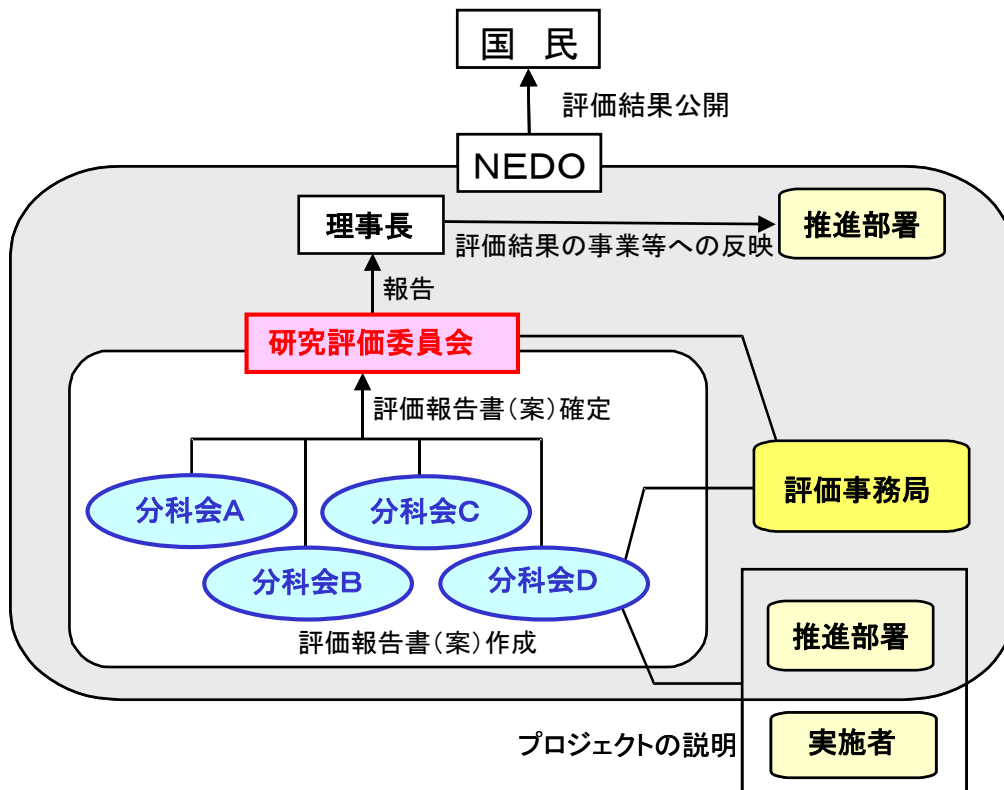 国 民
評価結果公開
NEDO
理事長
推進部署
評価結果の事業等への反映
報告
研究評価委員会
評価報告書(案)確定
分科会A
分科会C
評価事務局
分科会B
分科会D
推進部署
評価報告書(案)作成
プロジェクトの説明
実施者